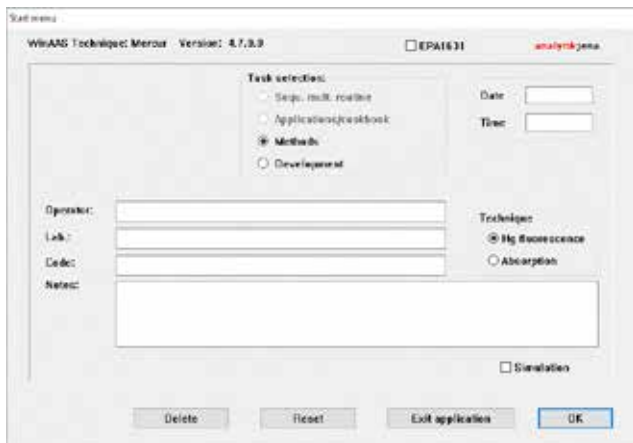 Start menu
WinAAS Technique: Mercur Version: 4.7.0.0
EPA1631
analytikjena
Task selection:
Sequ. mult. routine
Applications/cookbook
Methods
Development
Date
Time
Operator:
Lab.:
Code:
Notes:
Technique
Hg fluorescence
Absorption
Simulation
Delete
Reset
Exit application
OK